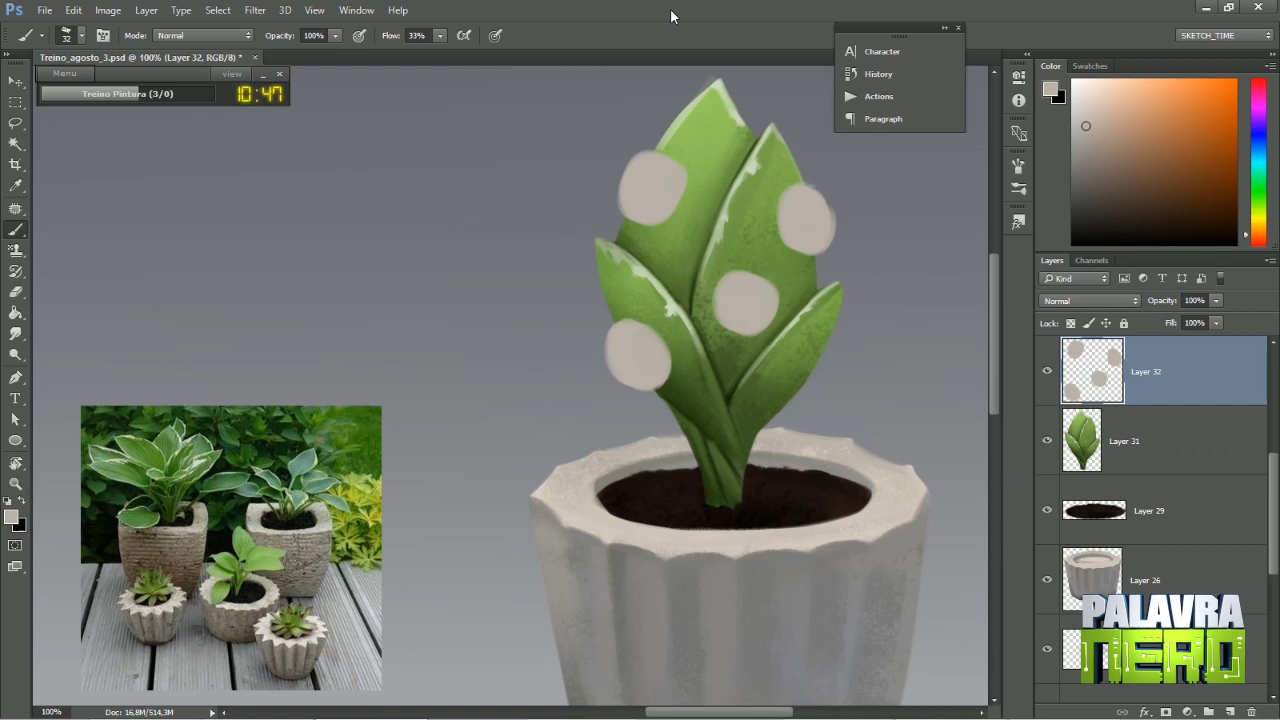 Ps File Edit Image Layer Type Select Filter 3D View Window Help
32 Mode: Normal Opacity: 100% Flow: 33% SKETCH_TIME
Treino_agosto_3.psd @ 100% (Layer 32, RGB/8) *
Menu view
Treino Pintura (3/0) 10:47
Character
History
Actions
Paragraph
Color Swatches
Layers Channels
Kind
Normal Opacity: 100%
Lock: Fill: 100%
Layer 32
Layer 31
Layer 29
Layer 26
PALAVRA
NERD
100% Doc: 16,8M/514,3M